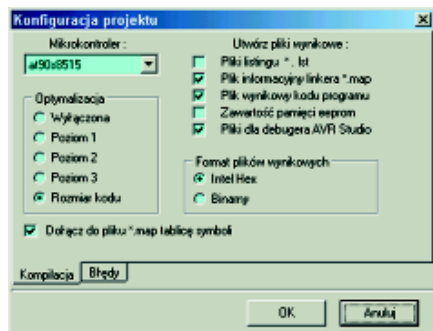 Konfiguracja projektu
Mikrokontroler :
at90s8515
Optymalizacja
Wyłączona
Poziom 1
Poziom 2
Poziom 3
Rozmiar kodu
Utwórz pliki wynikowe :
Pliki listingu *. lst
Plik informacyjny linkera *.map
Plik wynikowy kodu programu
Zawartość pamięci eeprom
Pliki dla debugera AVR Studio
Format plików wynikowych
Intel Hex
Binarny
Dołącz do pliku *.map tablicę symboli
Kompilacja Błędy
OK Anuluj